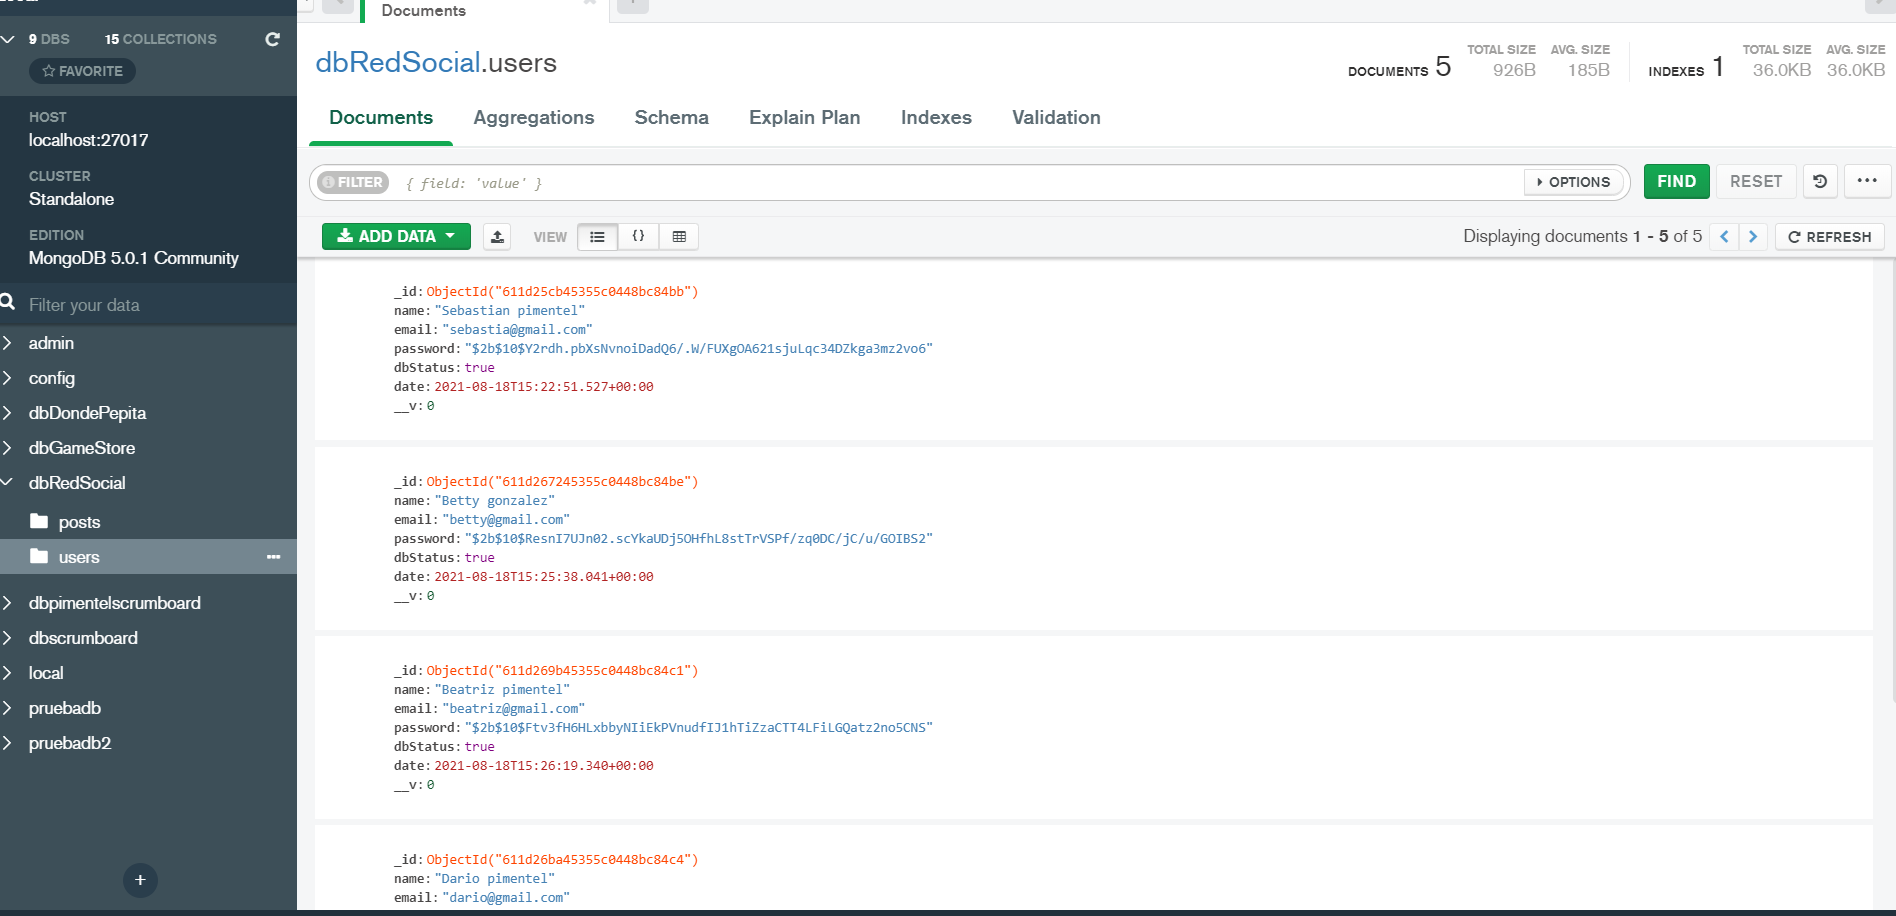 Documents
9 DBS 15 COLLECTIONS
FAVORITE
HOST
localhost:27017
CLUSTER
Standalone
EDITION
MongoDB 5.0.1 Community
Filter your data
admin
config
dbDondePepita
dbGameStore
dbRedSocial
posts
users
dbpimentelscrumboard
dbscrumboard
local
pruebadb
pruebadb2
dbRedSocial.users
DOCUMENTS 5 TOTAL SIZE 926B AVG. SIZE 185B INDEXES 1 TOTAL SIZE 36.0KB AVG. SIZE 36.0KB
Documents Aggregations Schema Explain Plan Indexes Validation
FILTER { field: 'value' } OPTIONS FIND RESET
ADD DATA VIEW {} Displaying documents 1 - 5 of 5 REFRESH
_id: ObjectId("611d25cb45355c0448bc84bb")
name: "Sebastian pimentel"
email: "sebastia@gmail.com"
password: "$2b$10$Y2rdh.pbXsNvnoiDadQ6/.W/FUXgOA621sjuLqc34DZkga3mz2vo6"
dbStatus: true
date: 2021-08-18T15:22:51.527+00:00
__v: 0
_id: ObjectId("611d267245355c0448bc84be")
name: "Betty gonzalez"
email: "betty@gmail.com"
password: "$2b$10$ResnI7UJn02.scYkaUDj5OHfhL8stTrVSPf/zq0DC/jC/u/GOIBS2"
dbStatus: true
date: 2021-08-18T15:25:38.041+00:00
__v: 0
_id: ObjectId("611d269b45355c0448bc84c1")
name: "Beatriz pimentel"
email: "beatriz@gmail.com"
password: "$2b$10$Ftv3fH6HLxbbyNIiEkPVnudfIJ1hTiZzaCTT4LFiLGQatz2no5CNS"
dbStatus: true
date: 2021-08-18T15:26:19.340+00:00
__v: 0
_id: ObjectId("611d26ba45355c0448bc84c4")
name: "Dario pimentel"
email: "dario@gmail.com"